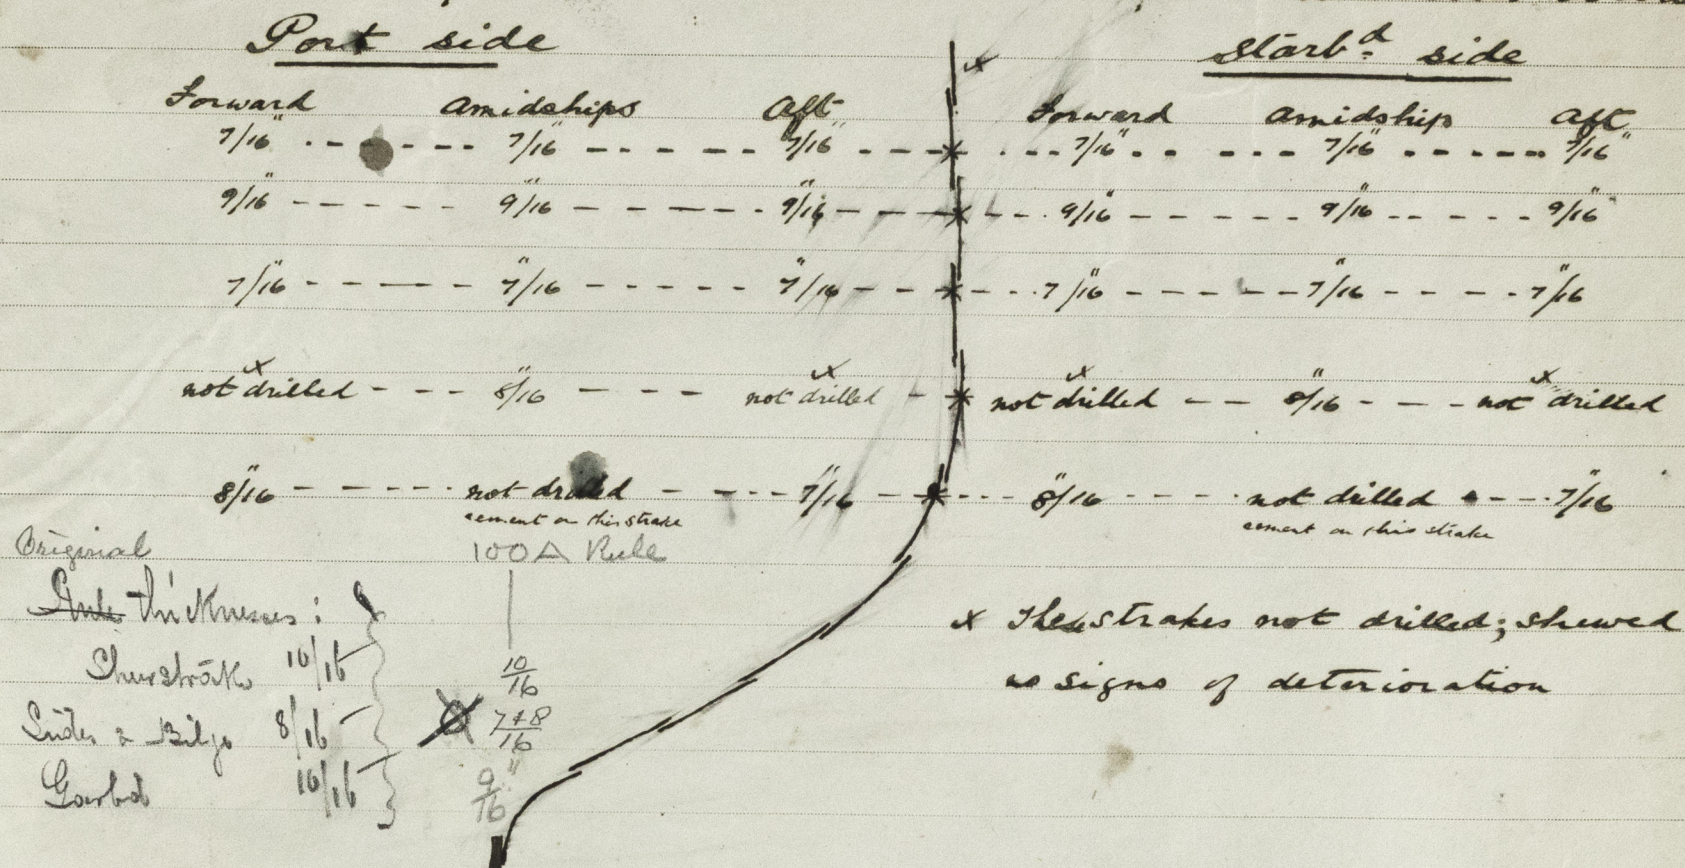 Port side Starbd side
Forward amidships aft Forward amidship aft
7/16" 7/16" 7/16" 7/16" 7/16" 7/16"
9/16" 9/16" 9/16" 9/16" 9/16" 9/16"
7/16" 7/16" 7/16" 7/16" 7/16" 7/16"
x not drilled 8/16" x not drilled x not drilled 8/16" x not drilled
8/16" not drilled 7/16" 8/16" not drilled 7/16"
cement on this strake cement on this strake
Original 100A Rule
Rule thicknesses:
x These strakes not drilled; shewed
no signs of deterioration
Sheerstrake 10/16 10/16
Sides & Bilge 8/16 7+8/16
Garbd 10/16 9/16"